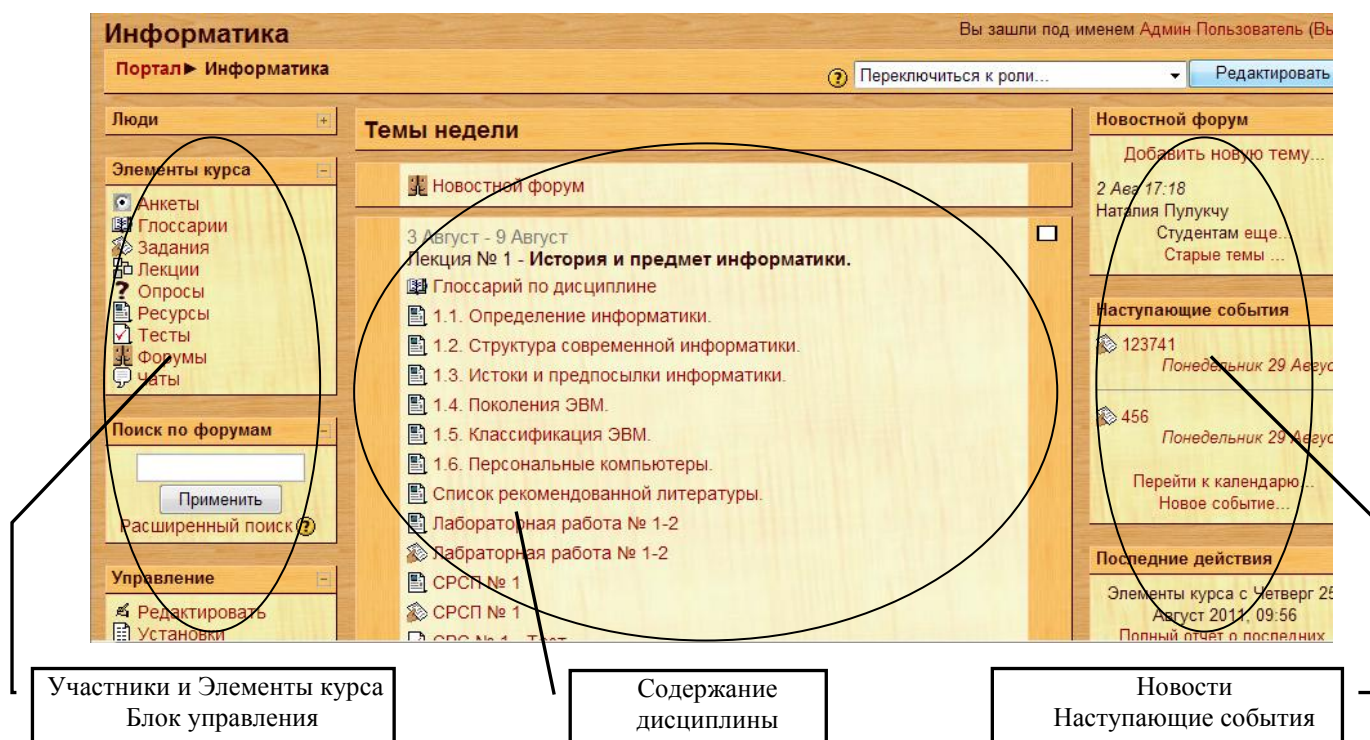 Информатика
Вы зашли под именем Админ Пользователь (Вы
Портал► Информатика
Переключиться к роли...
Редактировать
Люди
Элементы курса
Анкеты
Глоссарии
Задания
Лекции
Опросы
Ресурсы
Тесты
Форумы
Чаты
Поиск по форумам
Применить
Расширенный поиск
Управление
Редактировать
Установки
Темы недели
Новостной форум
3 Август - 9 Август
Лекция № 1 - История и предмет информатики.
Глоссарий по дисциплине
1.1. Определение информатики.
1.2. Структура современной информатики.
1.3. Истоки и предпосылки информатики.
1.4. Поколения ЭВМ.
1.5. Классификация ЭВМ.
1.6. Персональные компьютеры.
Список рекомендованной литературы.
Лабораторная работа № 1-2
Лабраторная работа № 1-2
СРСП № 1
СРСП № 1
СРС № 1 - Тест
Новостной форум
Добавить новую тему...
2 Авг 17:18
Наталия Пулукчу
Студентам еще...
Старые темы ...
Наступающие события
123741
Понедельник 29 Авгус
456
Понедельник 29 Авгус
Перейти к календарю...
Новое событие...
Последние действия
Элементы курса с Четверг 25
Август 2011, 09:56
Полный отчет о последних
Участники и Элементы курса
Блок управления
Содержание
дисциплины
Новости
Наступающие события